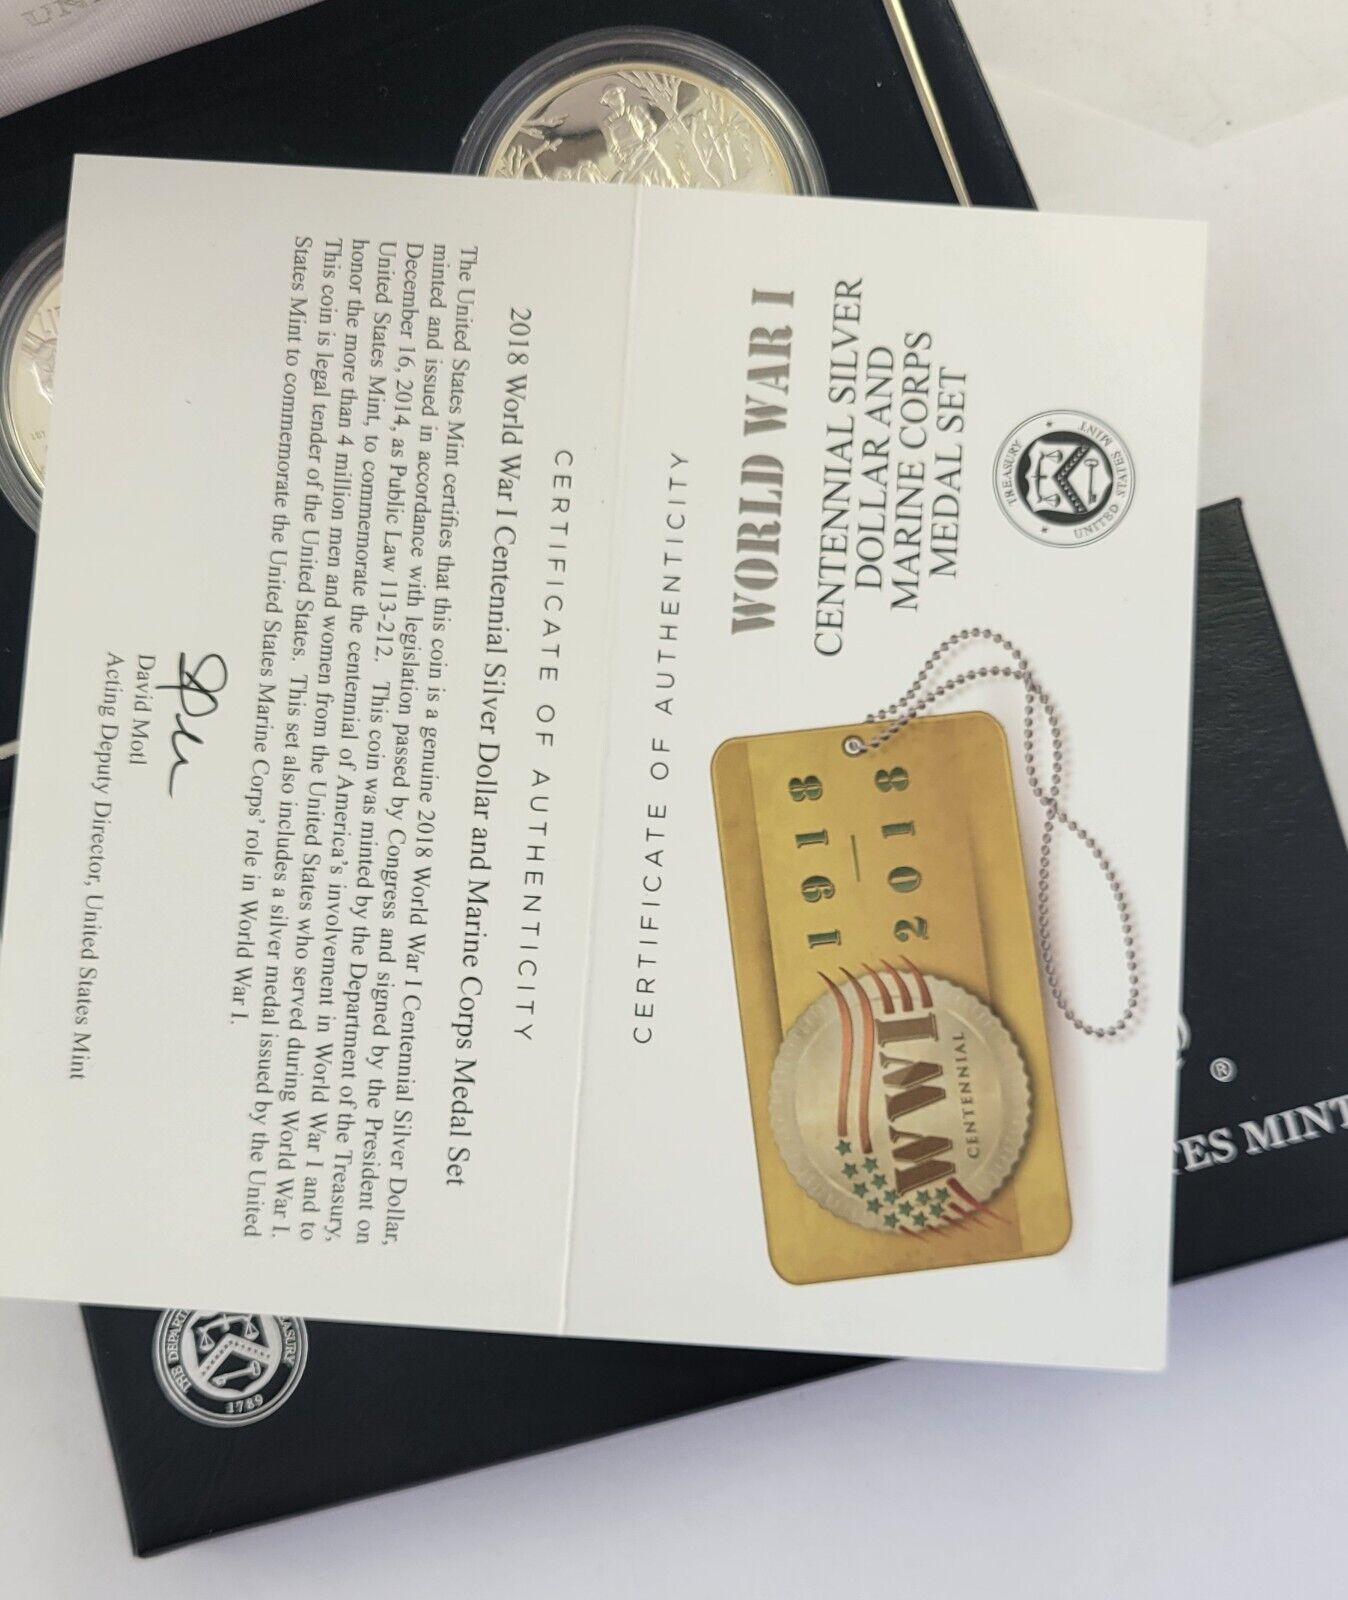 UNITED STATES MINT
TREASURY
WORLD WAR I
CENTENNIAL SILVER
DOLLAR AND
MARINE CORPS
MEDAL SET
1918
2018
WWI
CENTENNIAL
CERTIFICATE OF AUTHENTICITY
CERTIFICATE OF AUTHENTICITY
2018 World War I Centennial Silver Dollar and Marine Corps Medal Set
The United States Mint certifies that this coin is a genuine 2018 World War I Centennial Silver Dollar,
minted and issued in accordance with legislation passed by Congress and signed by the President on
December 16, 2014, as Public Law 113-212. This coin was minted by the Department of the Treasury,
United States Mint, to commemorate the centennial of America's involvement in World War I and to
honor the more than 4 million men and women from the United States who served during World War I.
This coin is legal tender of the United States. This set also includes a silver medal issued by the United
States Mint to commemorate the United States Marine Corps' role in World War I.
David Motl
Acting Deputy Director, United States Mint
®
TES MINT
1789